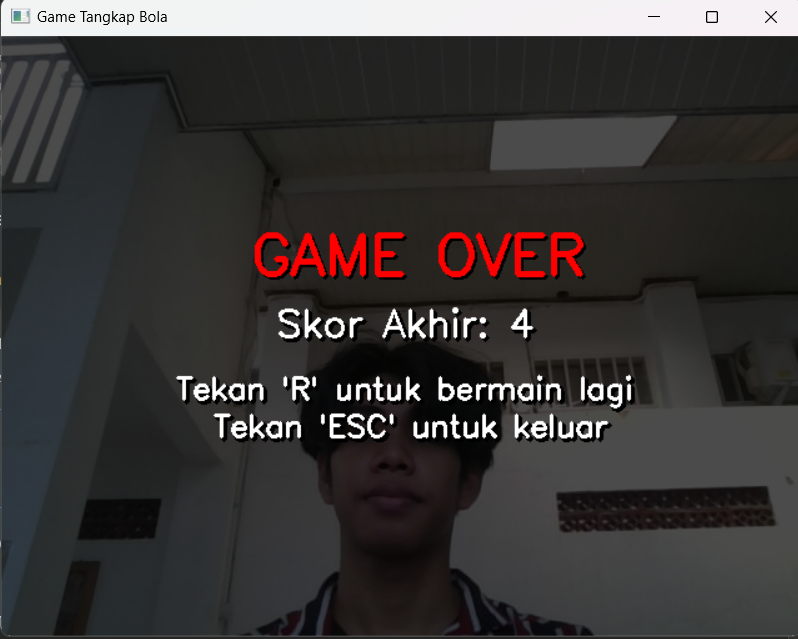 Game Tangkap Bola
GAME OVER
Skor Akhir: 4
Tekan 'R' untuk bermain lagi
Tekan 'ESC' untuk keluar